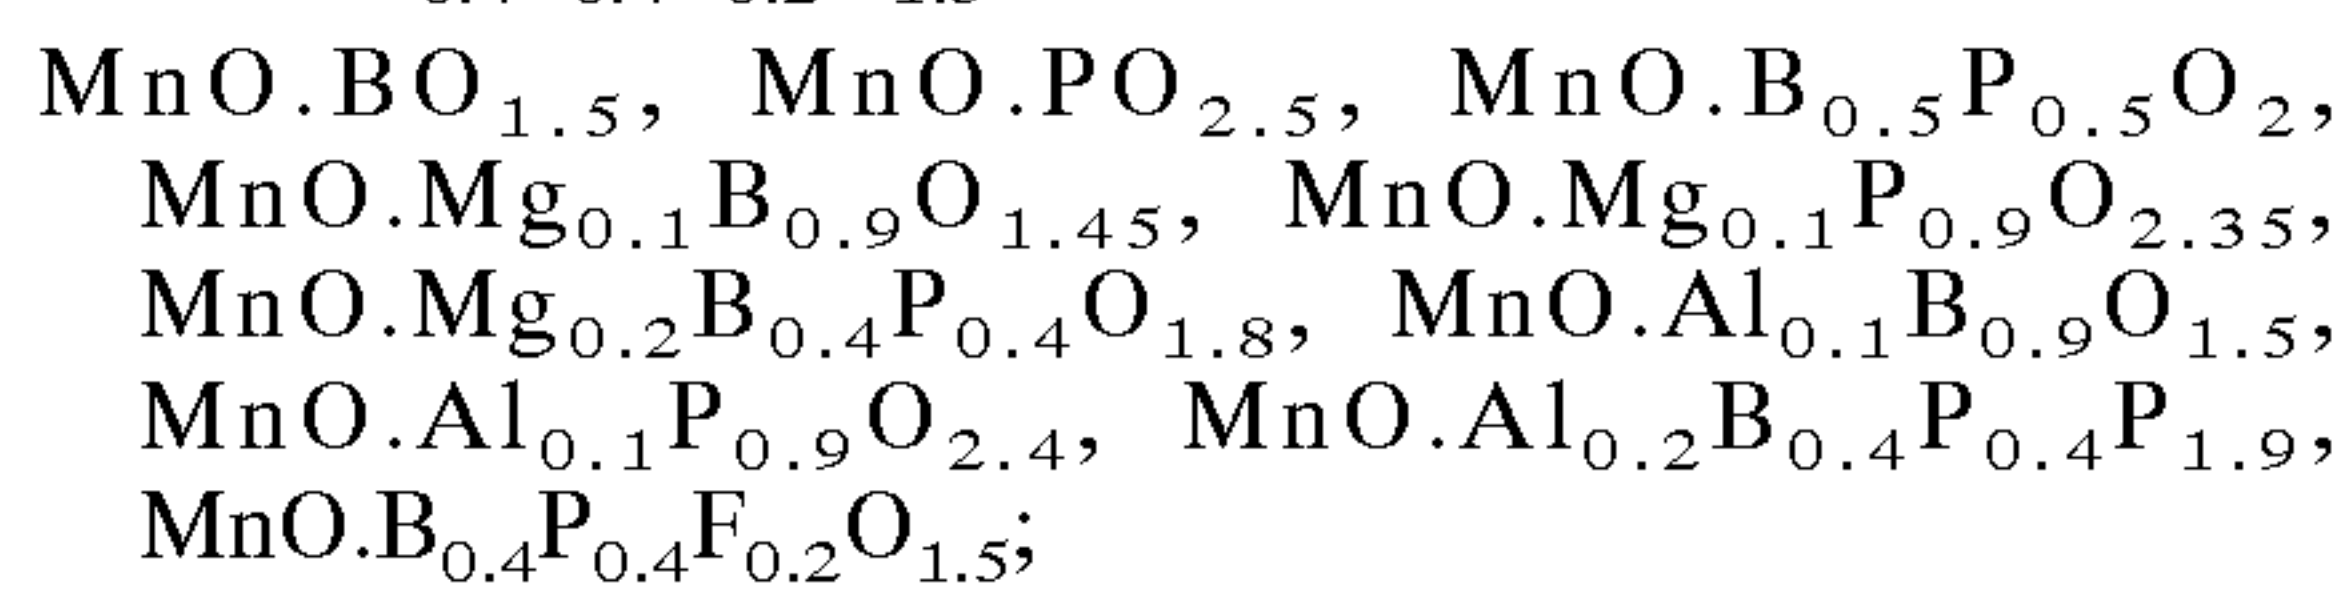 MnO.BO1.5, MnO.PO2.5, MnO.B0.5P0.5O2,
MnO.Mg0.1B0.9O1.45, MnO.Mg0.1P0.9O2.35,
MnO.Mg0.2B0.4P0.4O1.8, MnO.Al0.1B0.9O1.5,
MnO.Al0.1P0.9O2.4, MnO.Al0.2B0.4P0.4P1.9,
MnO.B0.4P0.4F0.2O1.5;